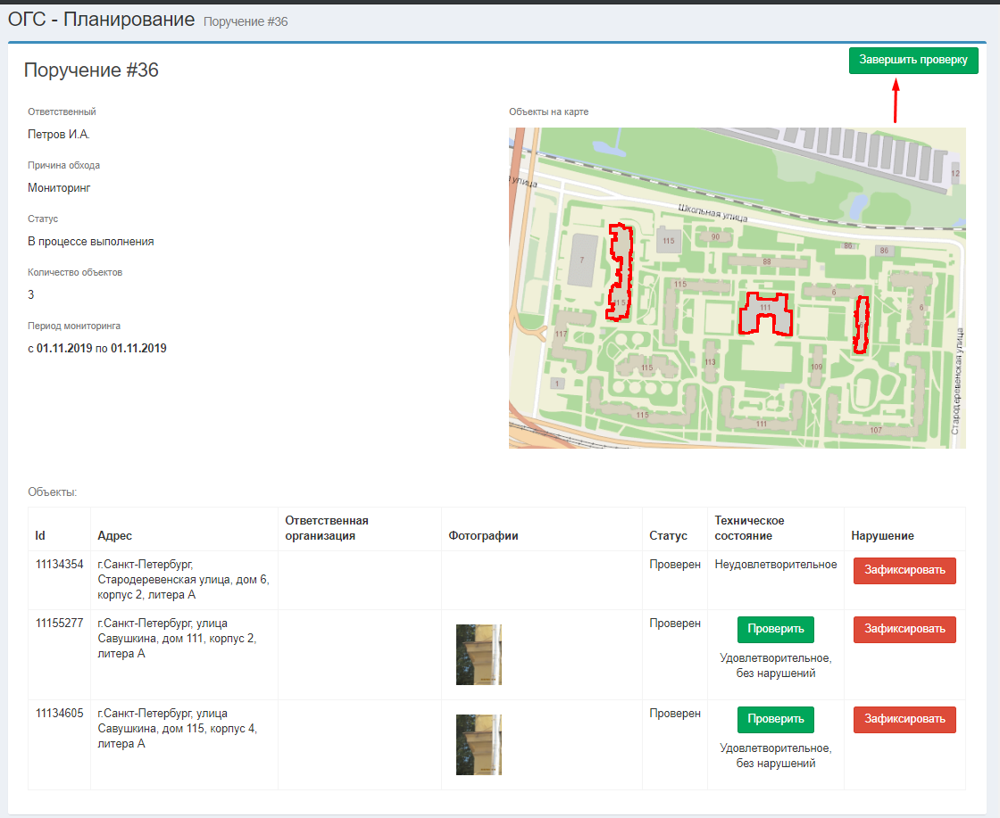 ОГС - Планирование Поручение #36
Поручение #36
Завершить проверку
Ответственный
Петров И.А.
Причина обхода
Мониторинг
Статус
В процессе выполнения
Количество объектов
3
Период мониторинга
с 01.11.2019 по 01.11.2019
Объекты на карте
12
я улица
Школьная улица
115
90
86
86
7
88
115
6
115
111
6
117
115
113
109
1
115
111
107
Стародеревенская улица
Объекты:
Id Адрес Ответственная организация Фотографии Статус Техническое состояние Нарушение
11134354 г.Санкт-Петербург, Проверен Неудовлетворительное Зафиксировать
Стародеревенская улица, дом 6,
корпус 2, литера А
11155277 г.Санкт-Петербург, улица Проверен Проверить Зафиксировать
Савушкина, дом 111, корпус 2,
литера А
Удовлетворительное,
без нарушений
11134605 г.Санкт-Петербург, улица Проверен Проверить Зафиксировать
Савушкина, дом 115, корпус 4,
литера А
Удовлетворительное,
без нарушений